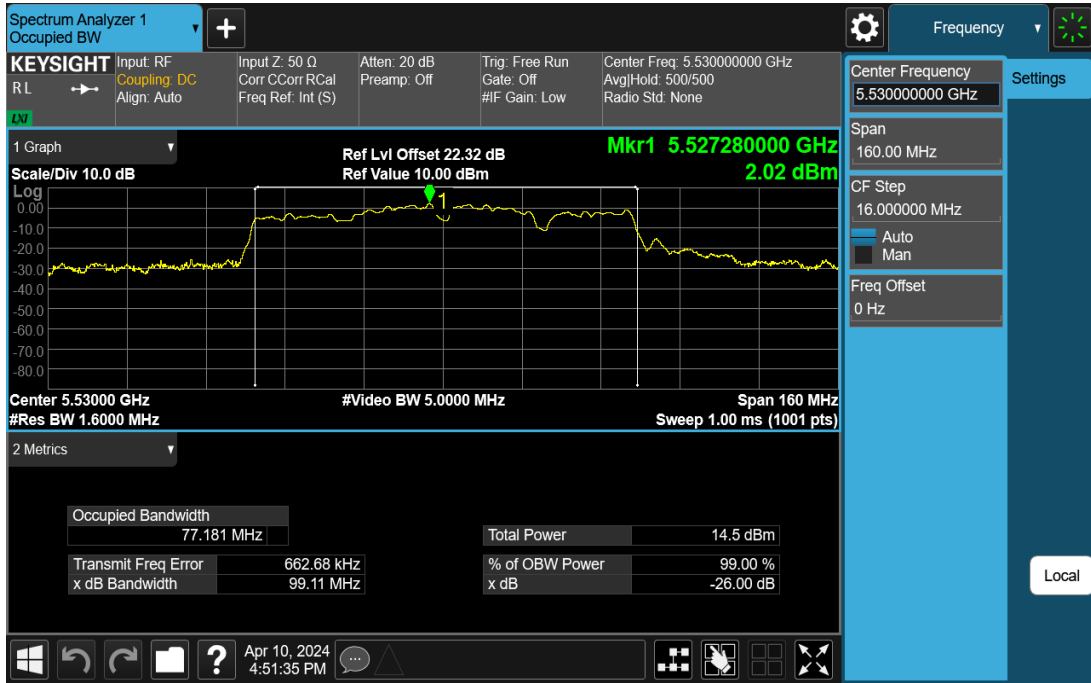 Spectrum Analyzer 1
Occupied BW
+
Frequency
KEYSIGHT
R L
LXI
Input: RF
Coupling: DC
Align: Auto
Input Z: 50 Ω
Corr CCorr RCal
Freq Ref: Int (S)
Atten: 20 dB
Preamp: Off
Trig: Free Run
Gate: Off
#IF Gain: Low
Center Freq: 5.530000000 GHz
Avg|Hold: 500/500
Radio Std: None
Center Frequency
5.530000000 GHz
Settings
Span
160.00 MHz
CF Step
16.000000 MHz
Auto
Man
Freq Offset
0 Hz
Local
1 Graph
Scale/Div 10.0 dB
Ref Lvl Offset 22.32 dB
Ref Value 10.00 dBm
Mkr1 5.527280000 GHz
2.02 dBm
Log
1
0.00
-10.0
-20.0
-30.0
-40.0
-50.0
-60.0
-70.0
-80.0
Center 5.53000 GHz
#Video BW 5.0000 MHz
Span 160 MHz
#Res BW 1.6000 MHz
Sweep 1.00 ms (1001 pts)
2 Metrics
Occupied Bandwidth
77.181 MHz
Total Power 14.5 dBm
Transmit Freq Error 662.68 kHz
% of OBW Power 99.00 %
x dB Bandwidth 99.11 MHz
x dB -26.00 dB
?
Apr 10, 2024
4:51:35 PM